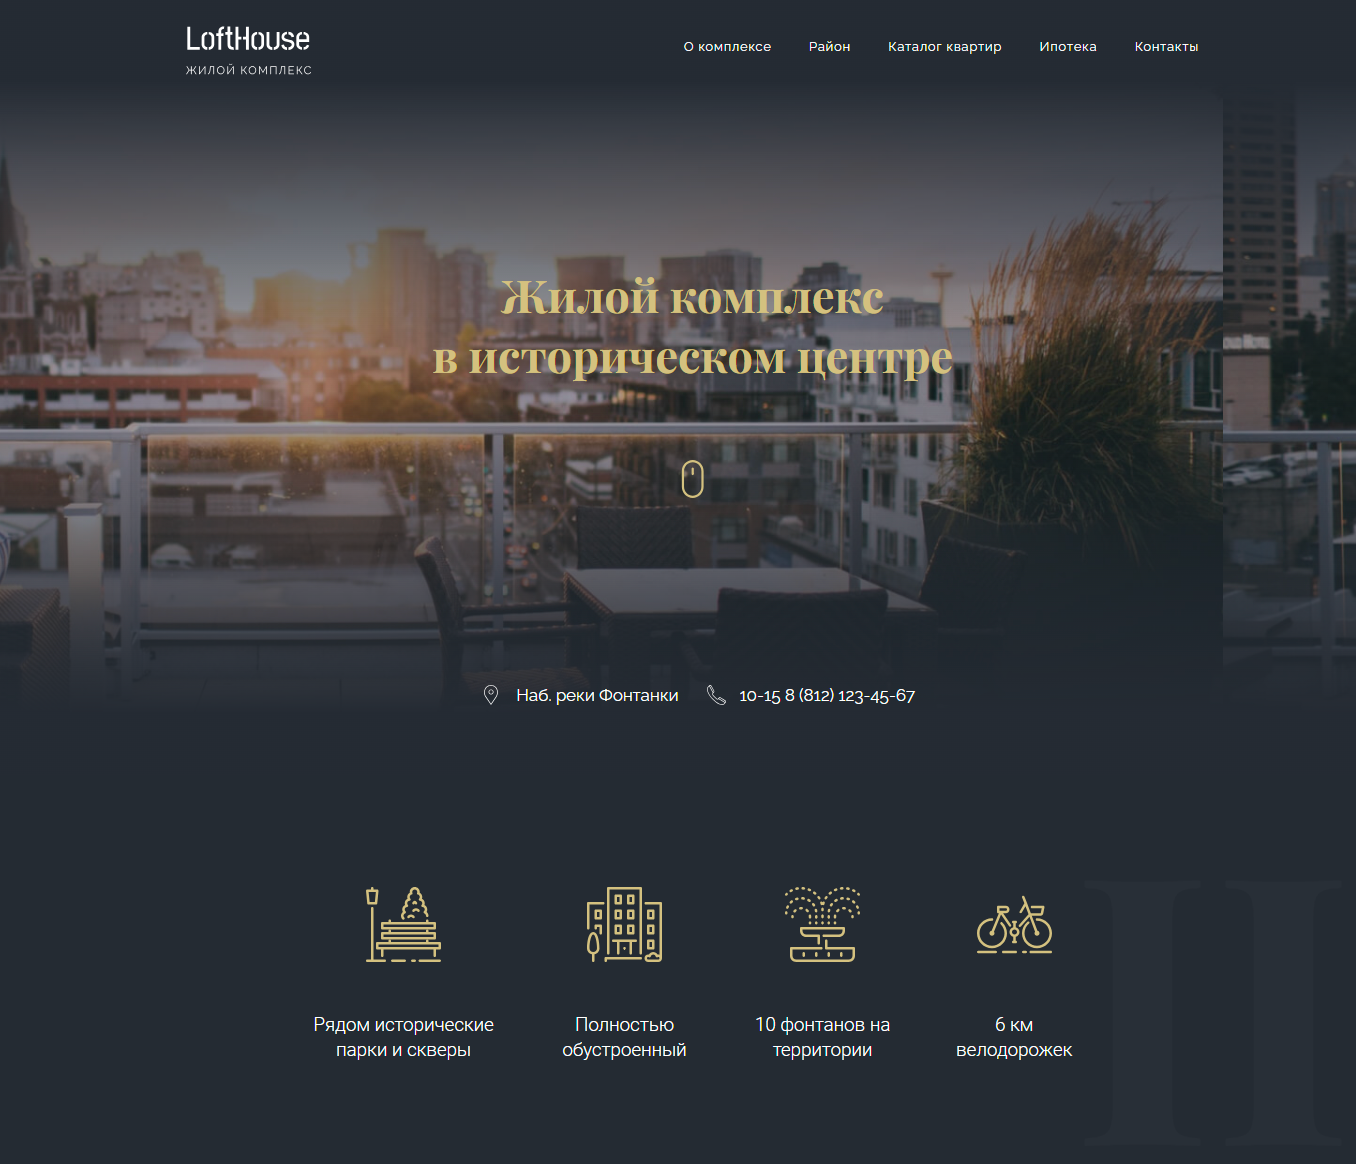 LoftHouse
ЖИЛОЙ КОМПЛЕКС
О комплексе Район Каталог квартир Ипотека Контакты
Жилой комплекс
в историческом центре
Наб. реки Фонтанки 10-15 8 (812) 123-45-67
Рядом исторические
парки и скверы
Полностью
обустроенный
10 фонтанов на
территории
6 км
велодорожек
П